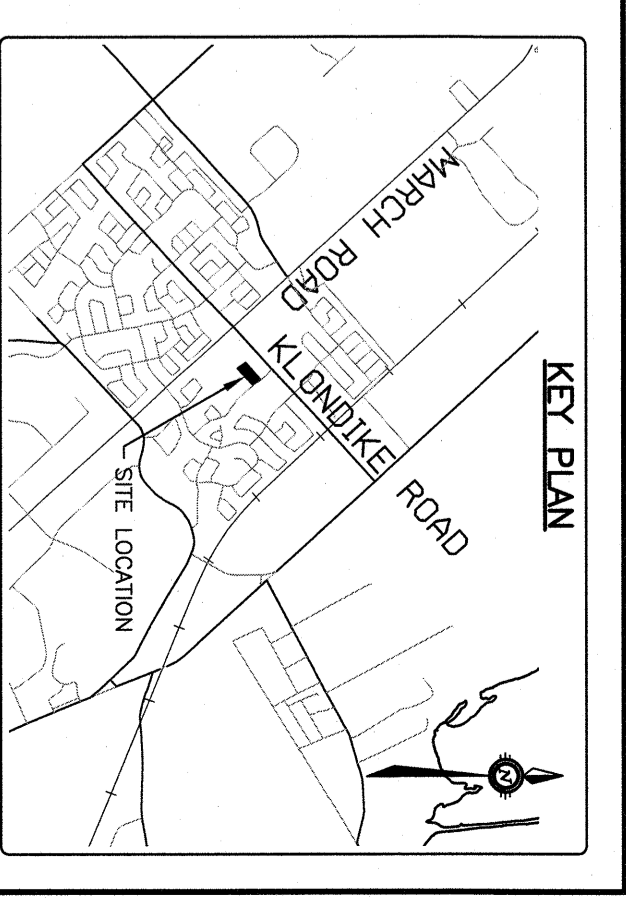 KEY PLAN
MARCH ROAD
KLONDIKE ROAD
SITE LOCATION
N